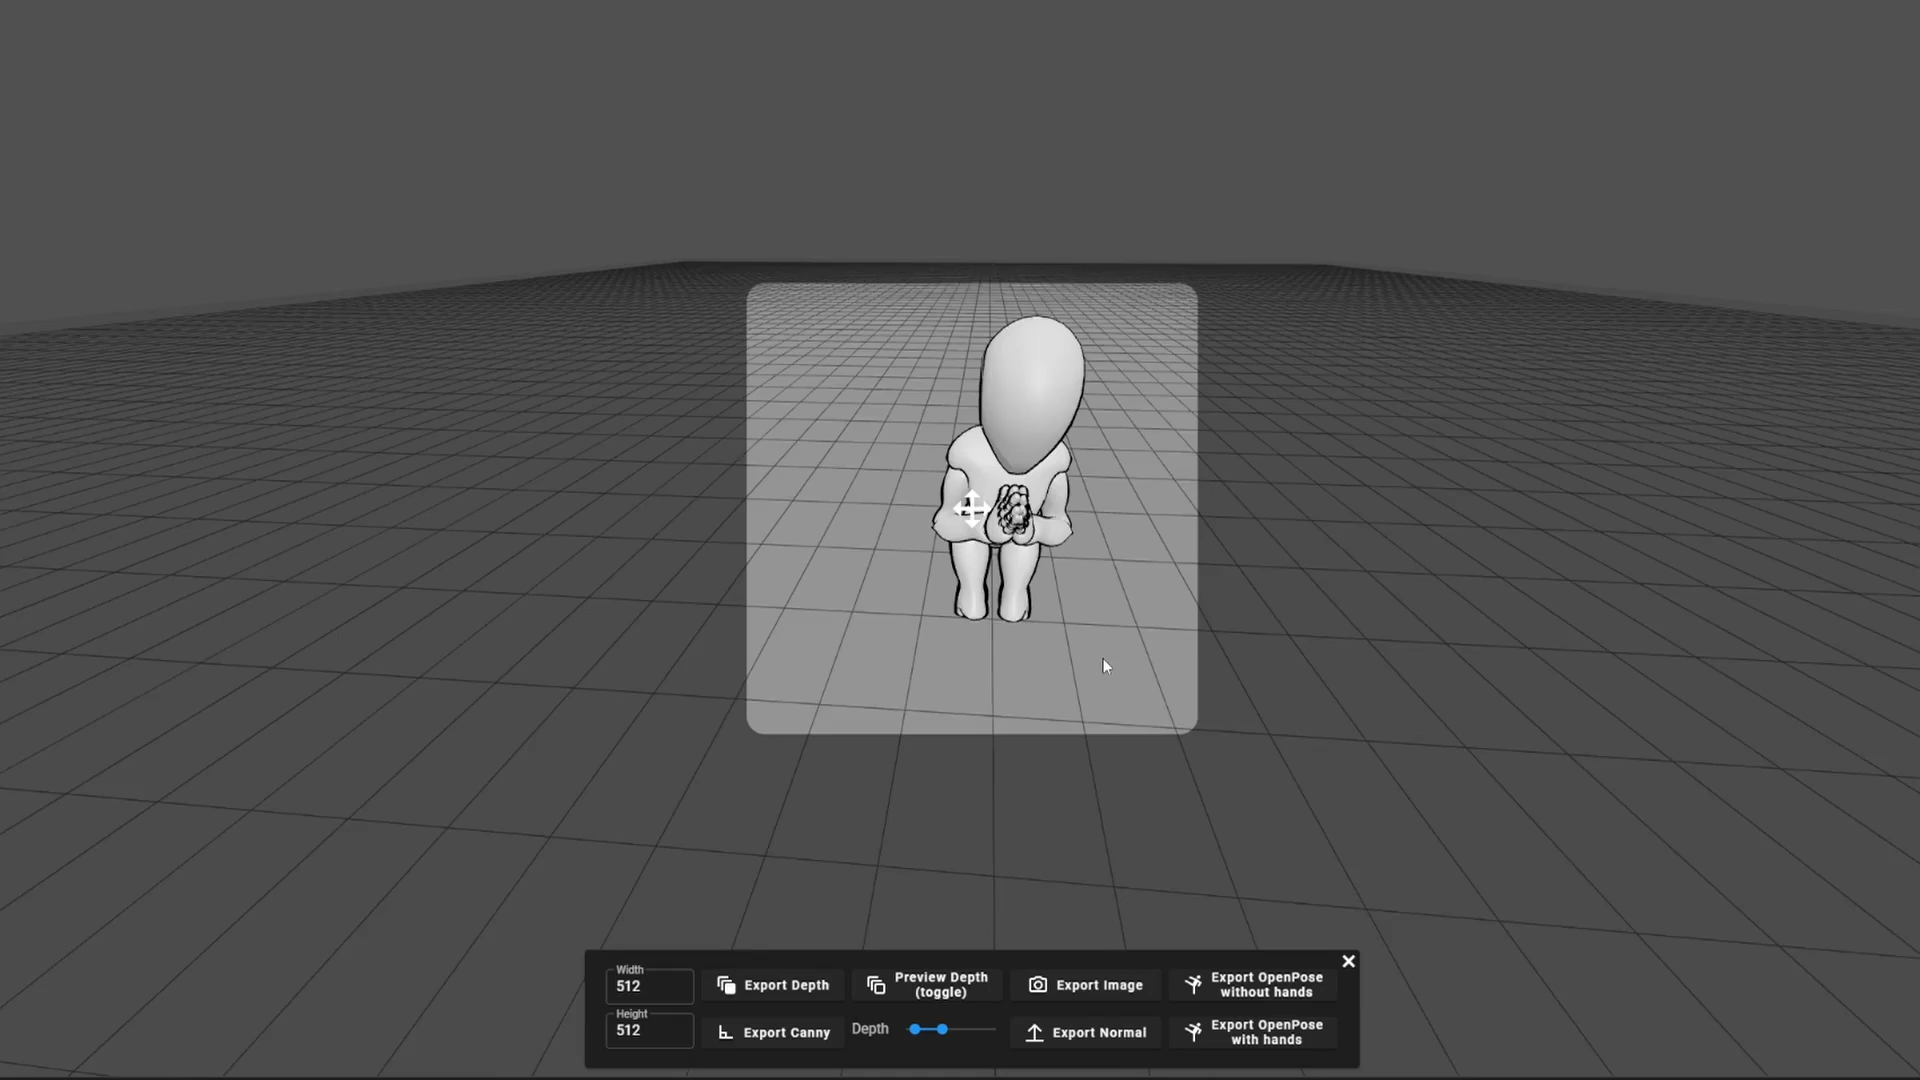 Width
512
Export Depth
Preview Depth
(toggle)
Export Image
Export OpenPose
without hands
Height
512
Export Canny
Depth
Export Normal
Export OpenPose
with hands